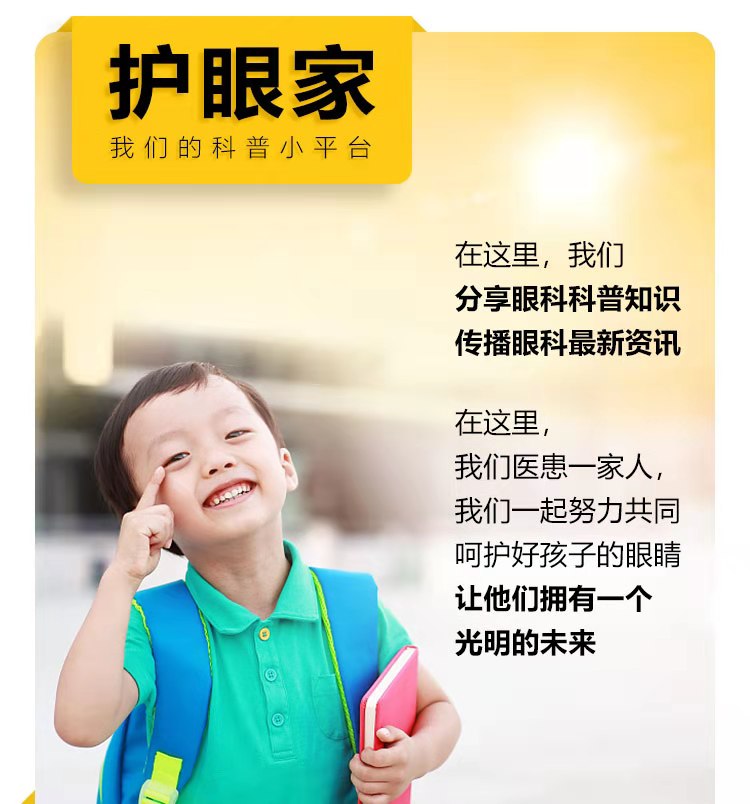 护眼家
我们的科普小平台
在这里，我们
分享眼科科普知识
传播眼科最新资讯
在这里，
我们医患一家人，
我们一起努力共同
呵护好孩子的眼睛
让他们拥有一个
光明的未来